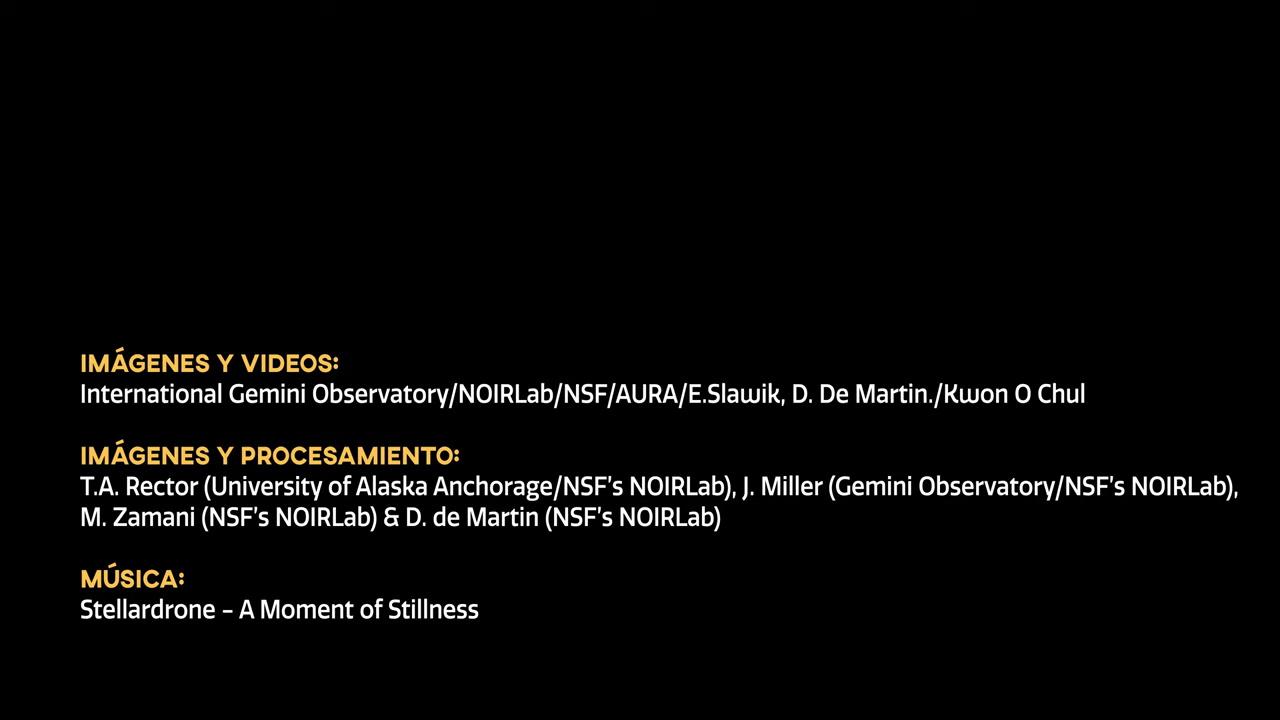 IMÁGENES Y VIDEOS:
International Gemini Observatory/NOIRLab/NSF/AURA/E.Slawik, D. De Martin./Kwon O Chul
IMÁGENES Y PROCESAMIENTO:
T.A. Rector (University of Alaska Anchorage/NSF's NOIRLab), J. Miller (Gemini Observatory/NSF's NOIRLab),
M. Zamani (NSF's NOIRLab) & D. de Martin (NSF's NOIRLab)
MÚSICA:
Stellardrone – A Moment of Stillness